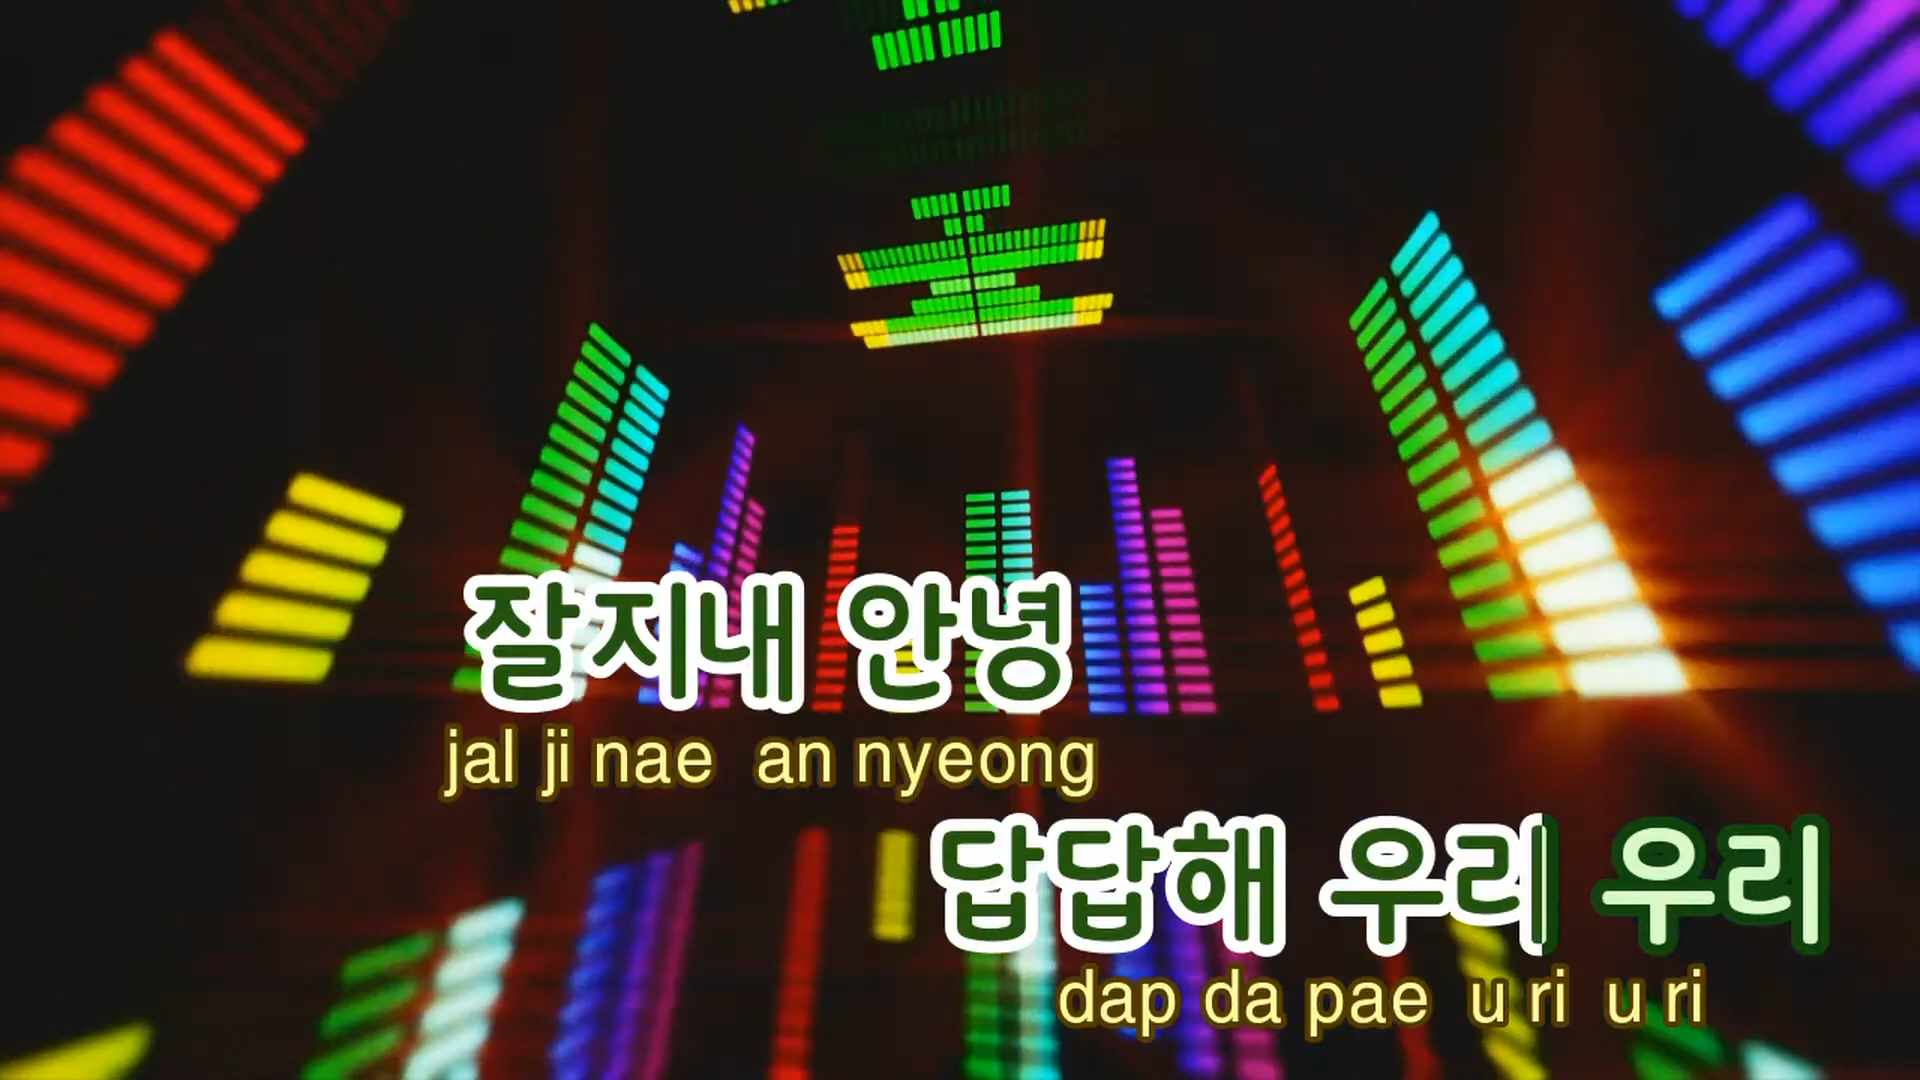 잘지내 안녕
jal ji nae an nyeong
답답해 우리 우리
dap da pae u ri u ri